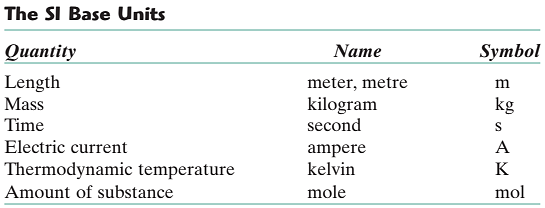 The SI Base Units
Quantity Name Symbol
Length meter, metre m
Mass kilogram kg
Time second s
Electric current ampere A
Thermodynamic temperature kelvin K
Amount of substance mole mol